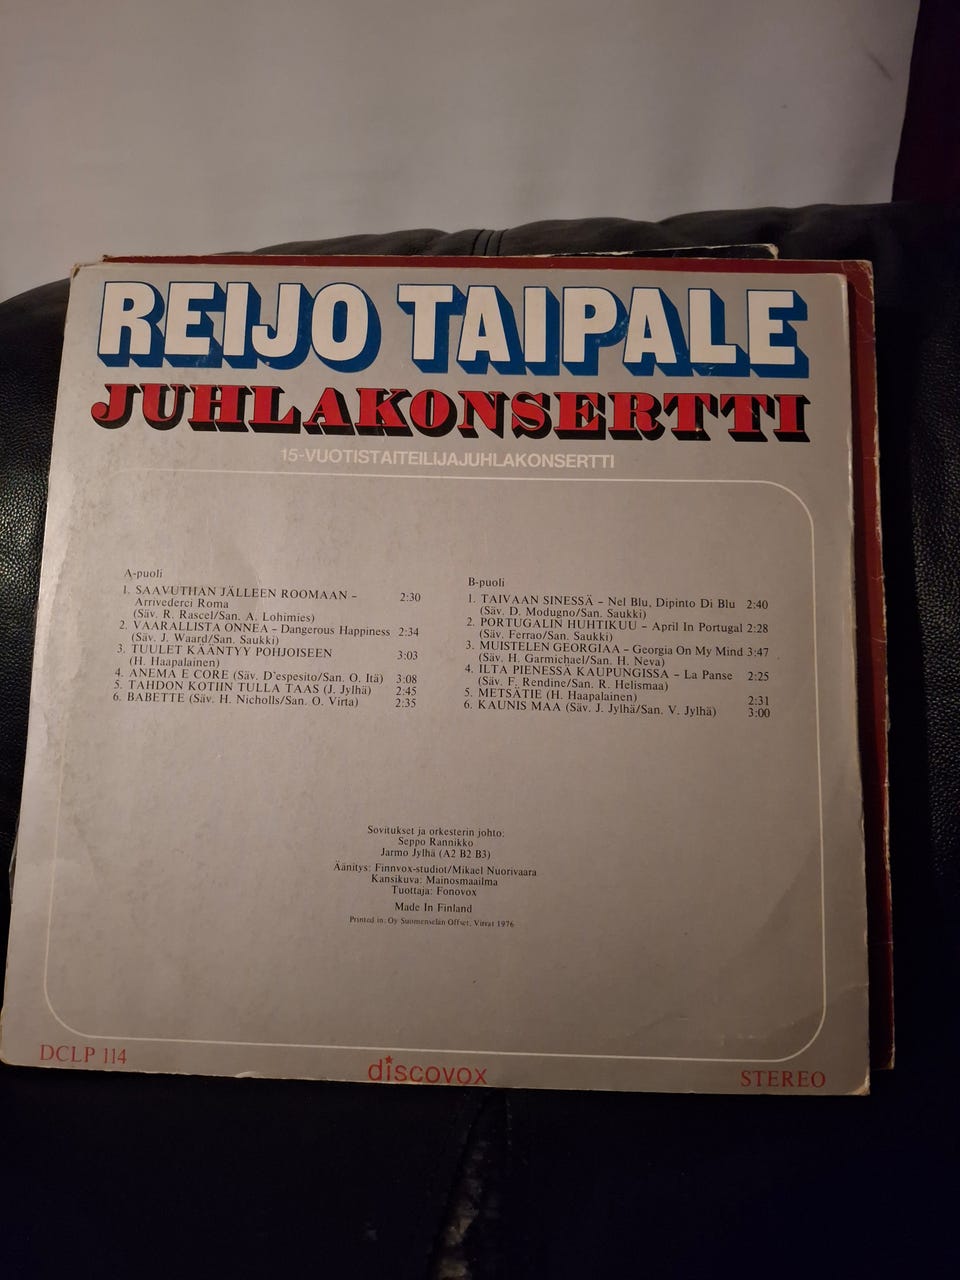 REIJO TAIPALE
JUHLAKONSERTTI
15-VUOTISTAITEILIJAJUHLAKONSERTTI
A-puoli
1. SAAVUTHAN JÄLLEEN ROOMAAN – 2:30
Arrivederci Roma
(Säv. R. Rascel/San. A. Lohimies)
2. VAARALLISTA ONNEA – Dangerous Happiness 2:34
(Säv. J. Ward/San. Saukki)
3. TUULET KÄÄNTYY POHJOISEEN 3:03
(H. Haapalainen)
4. ANEMA E CORE (Säv. D'espesito/San. O. Itä) 3:08
5. TAHDON KOTIIN TULLA TAAS (J. Jylhä) 2:45
6. BABETTE (Säv. H. Nicholls/San. O. Virta) 2:35
B-puoli
1. TAIVAAN SINESSÄ – Nel Blu, Dipinto Di Blu 2:40
(Säv. D. Modugno/San. Saukki)
2. PORTUGALIN HUHTIKUU – April In Portugal 2:28
(Säv. Ferrao/San. Saukki)
3. MUISTELEN GEORGIAA – Georgia On My Mind 3:47
(Säv. H. Garmichael/San. H. Neva)
4. ILTA PIENESSÄ KAUPUNGISSA – La Panse 2:25
(Säv. F. Rendine/San. R. Helismaa)
5. METSÄTIE (H. Haapalainen) 2:31
6. KAUNIS MAA (Säv. J. Jylhä/San. V. Jylhä) 3:00
Sovitukset ja orkesterin johto:
Seppo Rannikko
Jarmo Jylhä (A2 B2 B3)
Äänitys: Finnvox-studiot/Mikael Nuorivaara
Kansikuva: Mainosmaailma
Tuottaja: Fonovox
Made In Finland
Printed in: Oy Suomenselän Offset, Virrat 1976
DCLP 114
discovox
STEREO